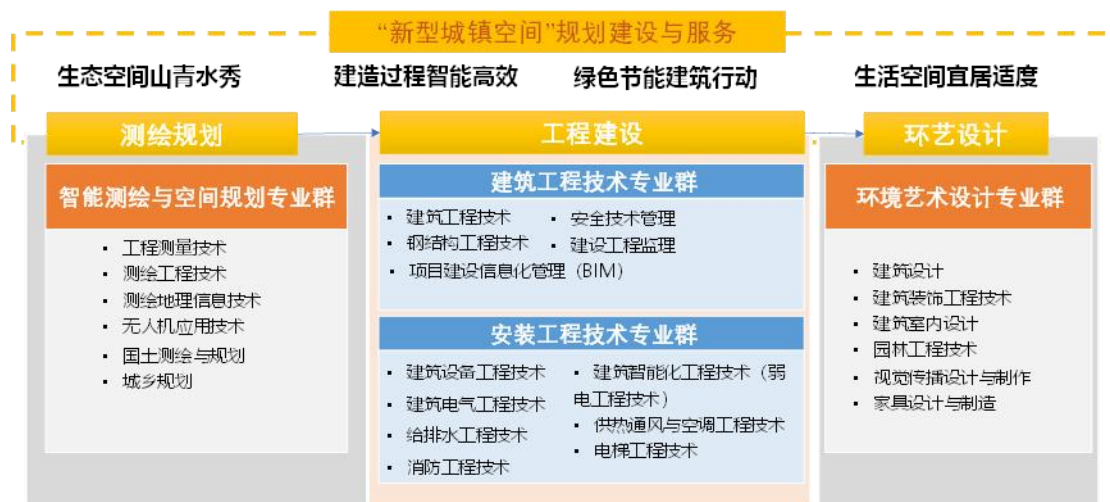 “新型城镇空间”规划建设与服务
生态空间山青水秀
建造过程智能高效
绿色节能建筑行动
生活空间宜居适度
测绘规划
工程建设
环艺设计
智能测绘与空间规划专业群
▪ 工程测量技术
▪ 测绘工程技术
▪ 测绘地理信息技术
▪ 无人机应用技术
▪ 国土测绘与规划
▪ 城乡规划
建筑工程技术专业群
▪ 建筑工程技术
▪ 安全技术管理
▪ 钢结构工程技术
▪ 建设工程监理
▪ 项目建设信息化管理（BIM）
安装工程技术专业群
▪ 建筑设备工程技术
▪ 建筑电气工程技术
▪ 给排水工程技术
▪ 消防工程技术
▪ 建筑智能化工程技术（弱
电工程技术）
▪ 供热通风与空调工程技术
▪ 电梯工程技术
环境艺术设计专业群
▪ 建筑设计
▪ 建筑装饰工程技术
▪ 建筑室内设计
▪ 园林工程技术
▪ 视觉传播设计与制作
▪ 家具设计与制造